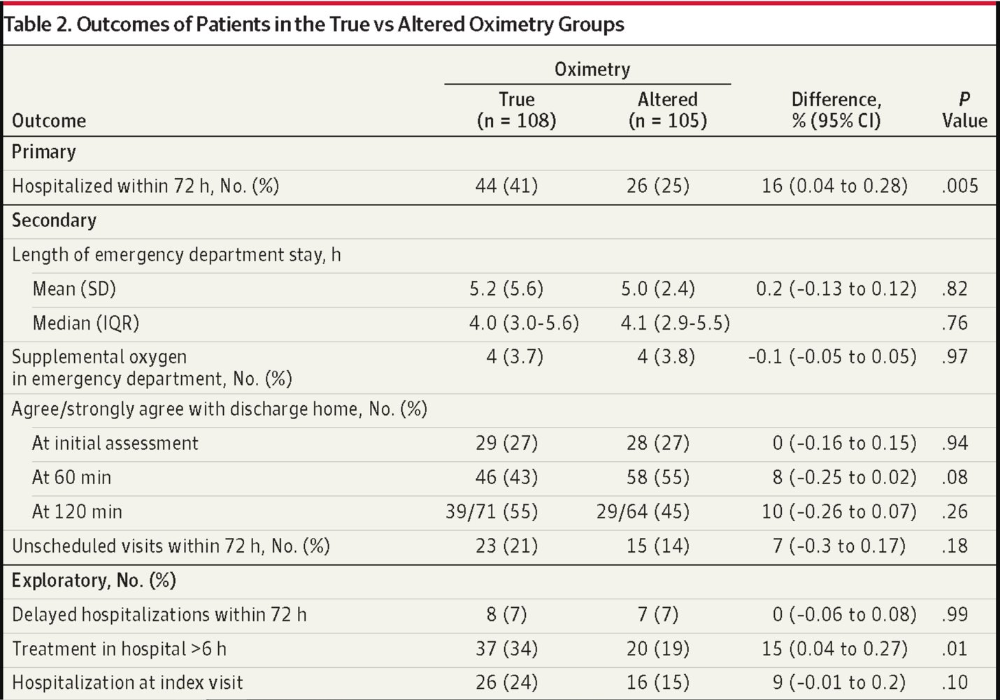 Table 2. Outcomes of Patients in the True vs Altered Oximetry Groups
Oximetry
Outcome True (n = 108) Altered (n = 105) Difference, % (95% CI) P Value
Primary
Hospitalized within 72 h, No. (%) 44 (41) 26 (25) 16 (0.04 to 0.28) .005
Secondary
Length of emergency department stay, h
Mean (SD) 5.2 (5.6) 5.0 (2.4) 0.2 (-0.13 to 0.12) .82
Median (IQR) 4.0 (3.0-5.6) 4.1 (2.9-5.5) .76
Supplemental oxygen 4 (3.7) 4 (3.8) -0.1 (-0.05 to 0.05) .97
in emergency department, No. (%)
Agree/strongly agree with discharge home, No. (%)
At initial assessment 29 (27) 28 (27) 0 (-0.16 to 0.15) .94
At 60 min 46 (43) 58 (55) 8 (-0.25 to 0.02) .08
At 120 min 39/71 (55) 29/64 (45) 10 (-0.26 to 0.07) .26
Unscheduled visits within 72 h, No. (%) 23 (21) 15 (14) 7 (-0.3 to 0.17) .18
Exploratory, No. (%)
Delayed hospitalizations within 72 h 8 (7) 7 (7) 0 (-0.06 to 0.08) .99
Treatment in hospital >6 h 37 (34) 20 (19) 15 (0.04 to 0.27) .01
Hospitalization at index visit 26 (24) 16 (15) 9 (-0.01 to 0.2) .10